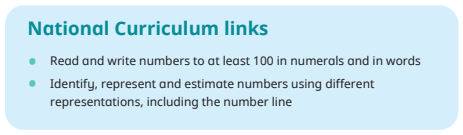 National Curriculum links
• Read and write numbers to at least 100 in numerals and in words
• Identify, represent and estimate numbers using different
representations, including the number line